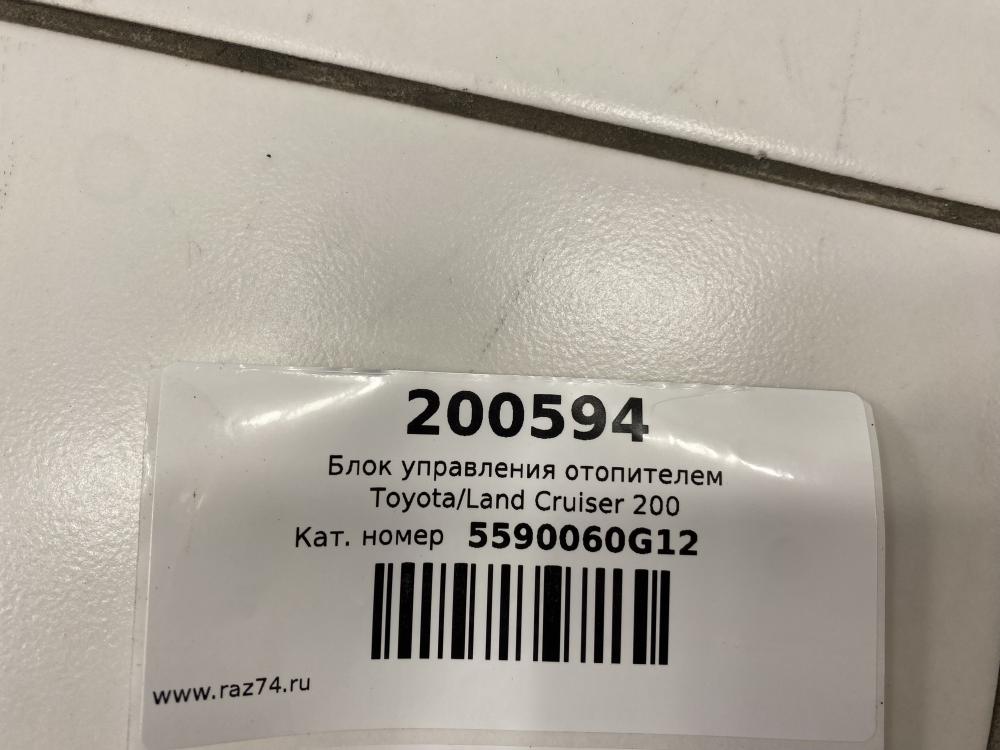 200594
Блок управления отопителем
Toyota/Land Cruiser 200
Кат. номер 5590060G12
www.raz74.ru